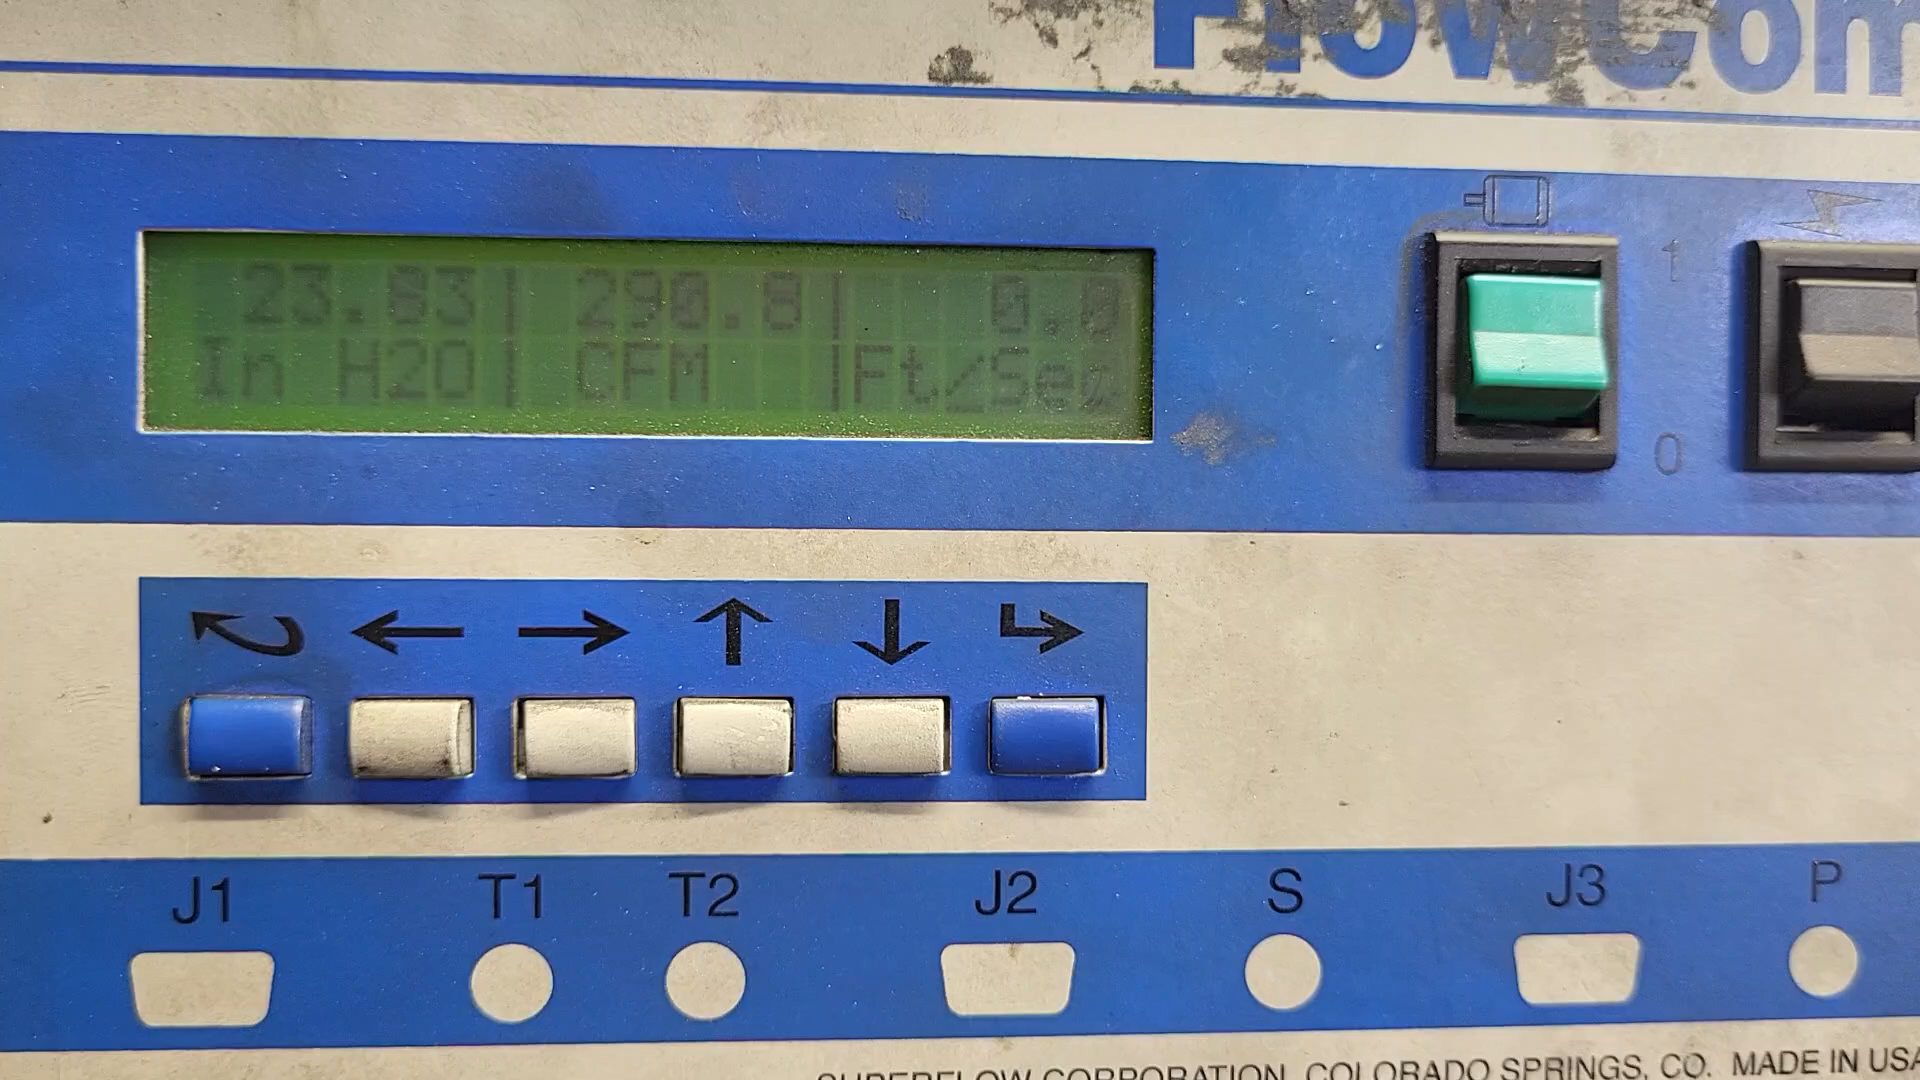 FlowCom
23.63| 290.8| 0.0
In H2O| CFM |Ft/Sec
1
0
J1 T1 T2 J2 S J3 P
SUPERFLOW CORPORATION, COLORADO SPRINGS, CO. MADE IN USA